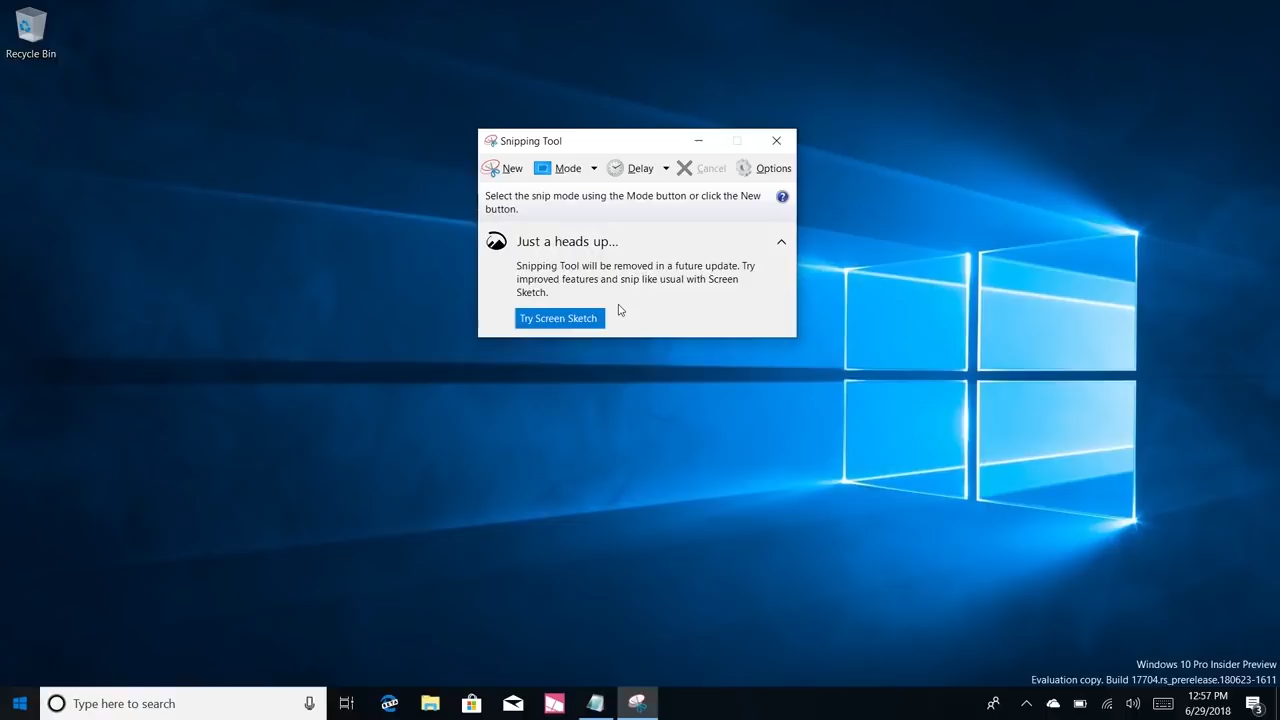 Recycle Bin
Snipping Tool
New Mode Delay Cancel Options
Select the snip mode using the Mode button or click the New
button.
Just a heads up...
Snipping Tool will be removed in a future update. Try
improved features and snip like usual with Screen
Sketch.
Try Screen Sketch
Windows 10 Pro Insider Preview
Evaluation copy. Build 17704.rs_prerelease.180623-1611
Type here to search
12:57 PM
6/29/2018
3